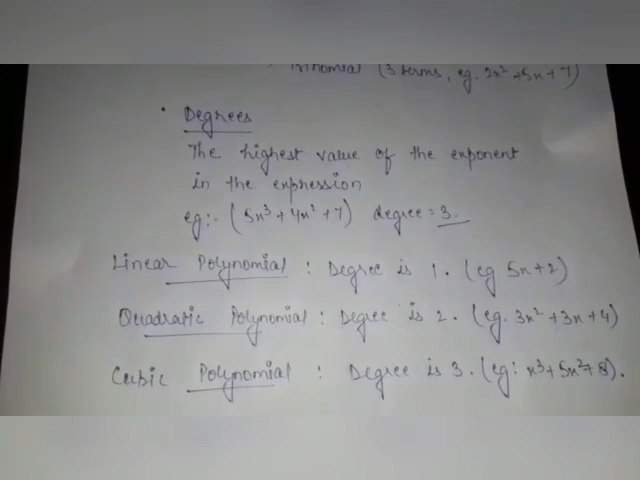 Trinomial (3 terms, eg. 2x² + 5x + 7)
• Degrees
The highest value of the exponent
in the expression
eg:- (5x³ + 4x² + 7) degree = 3.
Linear Polynomial : Degree is 1. (eg 5x + 2)
Quadratic Polynomial : Degree is 2. (eg. 3x² + 3x + 4)
Cubic Polynomial : Degree is 3. (eg: x³ + 5x² + 8).